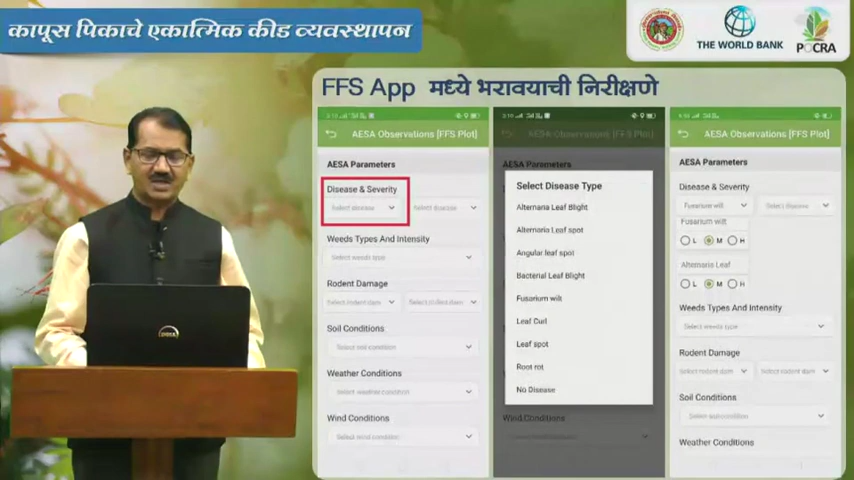 कापूस पिकाचे एकात्मिक कीड व्यवस्थापन
THE WORLD BANK
POCRA
FFS App मध्ये भरावयाची निरीक्षणे
AESA Observations [FFS Plot]
AESA Parameters
Disease & Severity
Select disease
Select disease
Weeds Types And Intensity
Select weeds type
Rodent Damage
Select rodent dam
Select rodent dam
Soil Conditions
Select soil condition
Weather Conditions
Select weather condition
Wind Conditions
Select wind condition
AESA Observations [FFS Plot]
AESA Parameters
Select Disease Type
Alternaria Leaf Blight
Alternaria Leaf spot
Angular leaf spot
Bacterial Leaf Blight
Fusarium wilt
Leaf Curl
Leaf spot
Root rot
No Disease
Wind Conditions
AESA Observations [FFS Plot]
AESA Parameters
Disease & Severity
Fusarium wilt
Select disease
Fusarium wilt
L M H
Alternaria Leaf
L M H
Weeds Types And Intensity
Select weeds type
Rodent Damage
Select rodent dam
Select rodent dam
Soil Conditions
Select soil condition
Weather Conditions
DELL